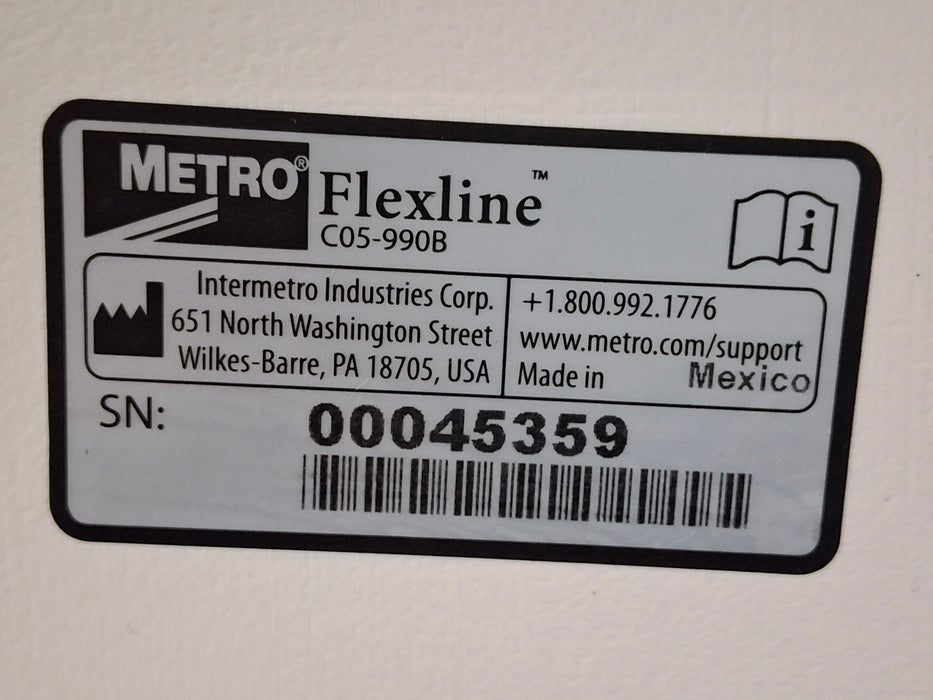 METRO® Flexline™
C05-990B
i
Intermetro Industries Corp.
651 North Washington Street
Wilkes-Barre, PA 18705, USA
+1.800.992.1776
www.metro.com/support
Made in Mexico
SN: 00045359